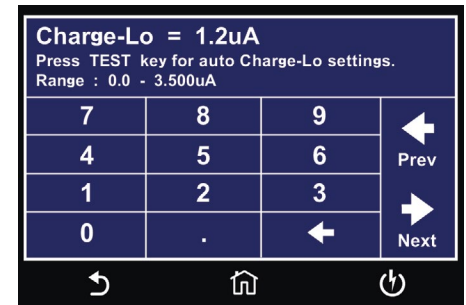 Charge-Lo = 1.2uA
Press TEST key for auto Charge-Lo settings.
Range : 0.0 - 3.500uA
7 8 9
4 5 6 Prev
1 2 3
0 . Next